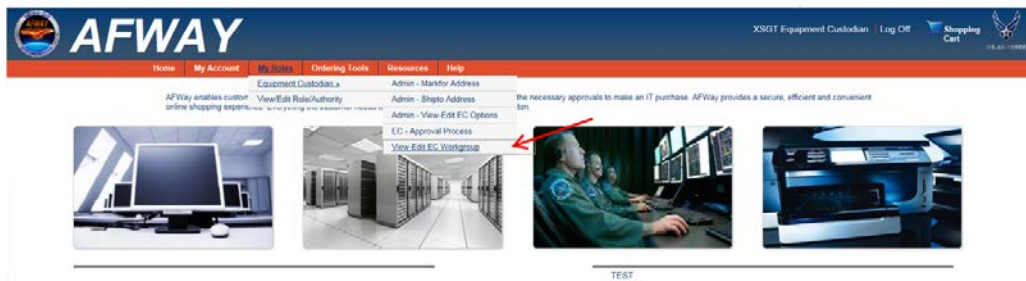 AFWAY
XSGT Equipment Custodian | Log Off
Shopping
Cart
Home My Account My Roles Ordering Tools Resources Help
Equipment Custodian »
View/Edit Role/Authority
Admin - Markfor Address
Admin - Shipto Address
Admin - View-Edit EC Options
EC - Approval Process
View-Edit EC Workgroup
AFWay enables custom the necessary approvals to make an IT purchase. AFWay provides a secure, efficient and convenient
online shopping experie
TEST